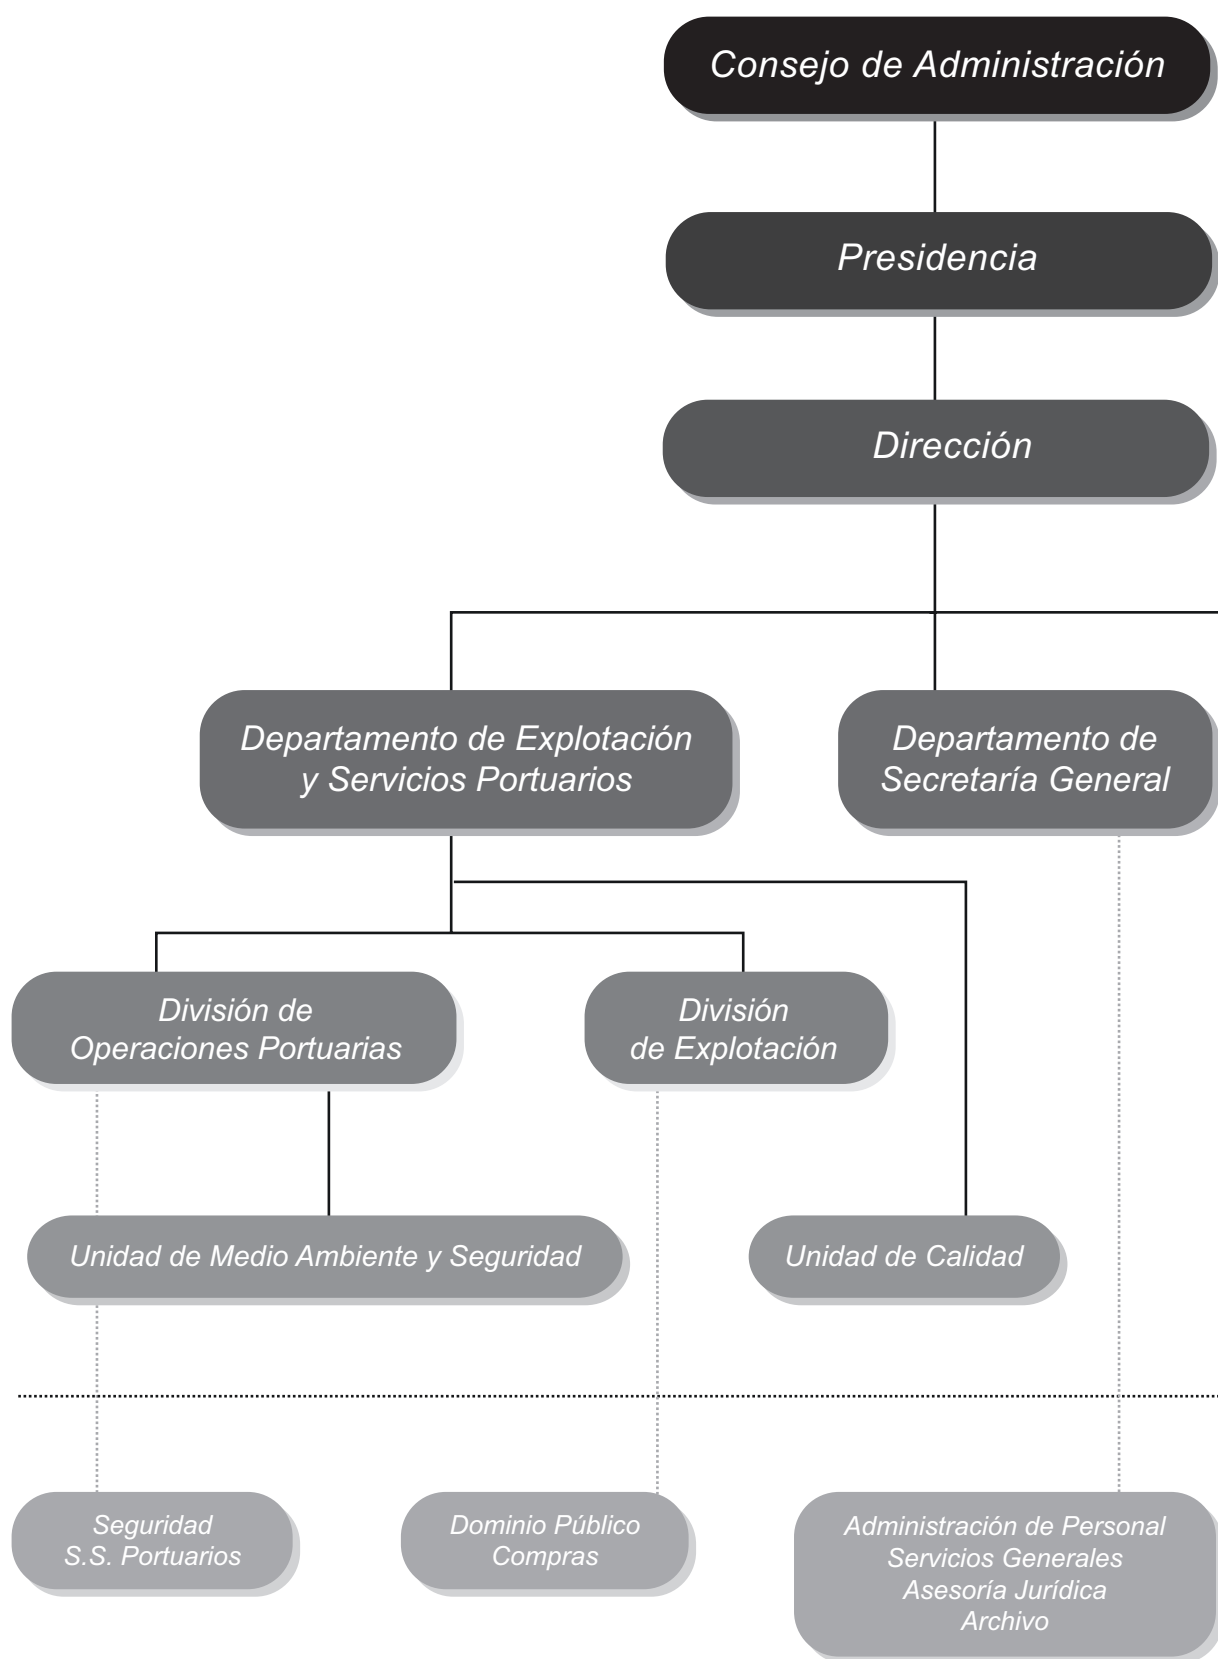 Consejo de Administración
Presidencia
Dirección
Departamento de Explotación
y Servicios Portuarios
Departamento de
Secretaría General
División de
Operaciones Portuarias
División
de Explotación
Unidad de Medio Ambiente y Seguridad
Unidad de Calidad
Seguridad
S.S. Portuarios
Dominio Público
Compras
Administración de Personal
Servicios Generales
Asesoría Jurídica
Archivo